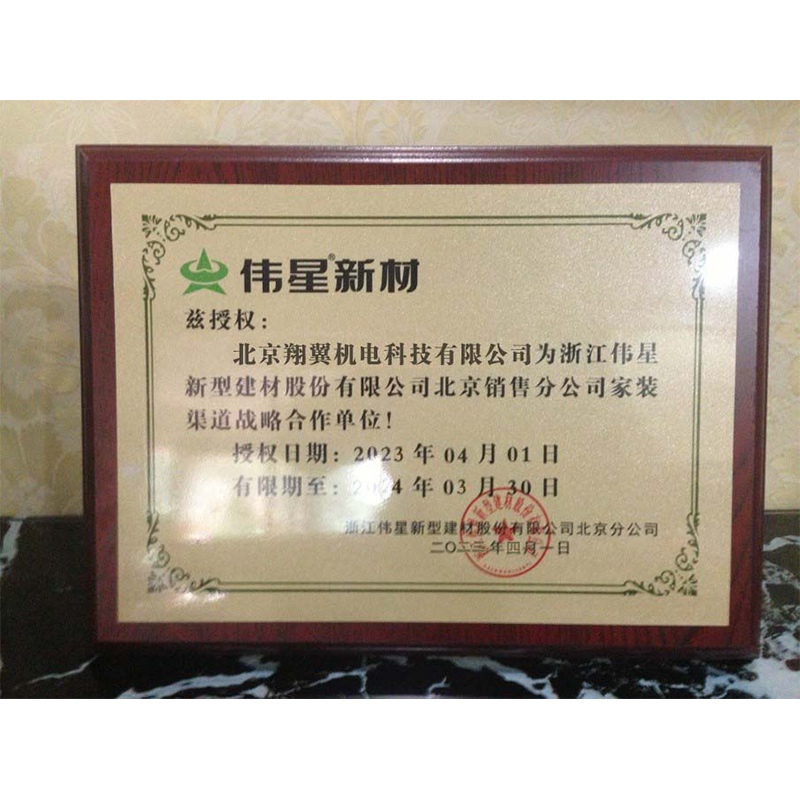 伟星新材®
兹授权：
北京翔翼机电科技有限公司为浙江伟星
新型建材股份有限公司北京销售分公司家装
渠道战略合作单位！
授权日期：2023 年 04 月 01 日
有限期至：2024 年 03 月 30 日
浙江伟星新型建材股份有限公司北京分公司
二〇二三年四月一日